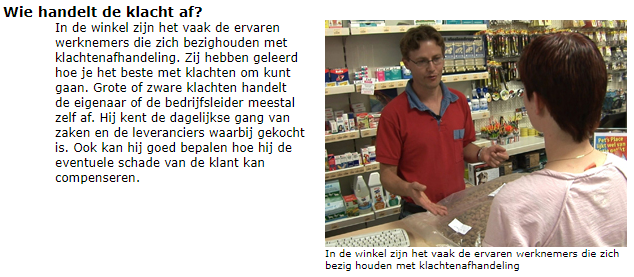 Wie handelt de klacht af?
In de winkel zijn het vaak de ervaren
werknemers die zich bezighouden met
klachtenafhandeling. Zij hebben geleerd
hoe je het beste met klachten om kunt
gaan. Grote of zware klachten handelt
de eigenaar of de bedrijfsleider meestal
zelf af. Hij kent de dagelijkse gang van
zaken en de leveranciers waarbij gekocht
is. Ook kan hij goed bepalen hoe hij de
eventuele schade van de klant kan
compenseren.
Pet's Place
In de winkel zijn het vaak de ervaren werknemers die zich
bezig houden met klachtenafhandeling